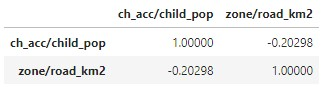 ch_acc/child_pop zone/road_km2
ch_acc/child_pop 1.00000 -0.20298
zone/road_km2 -0.20298 1.00000